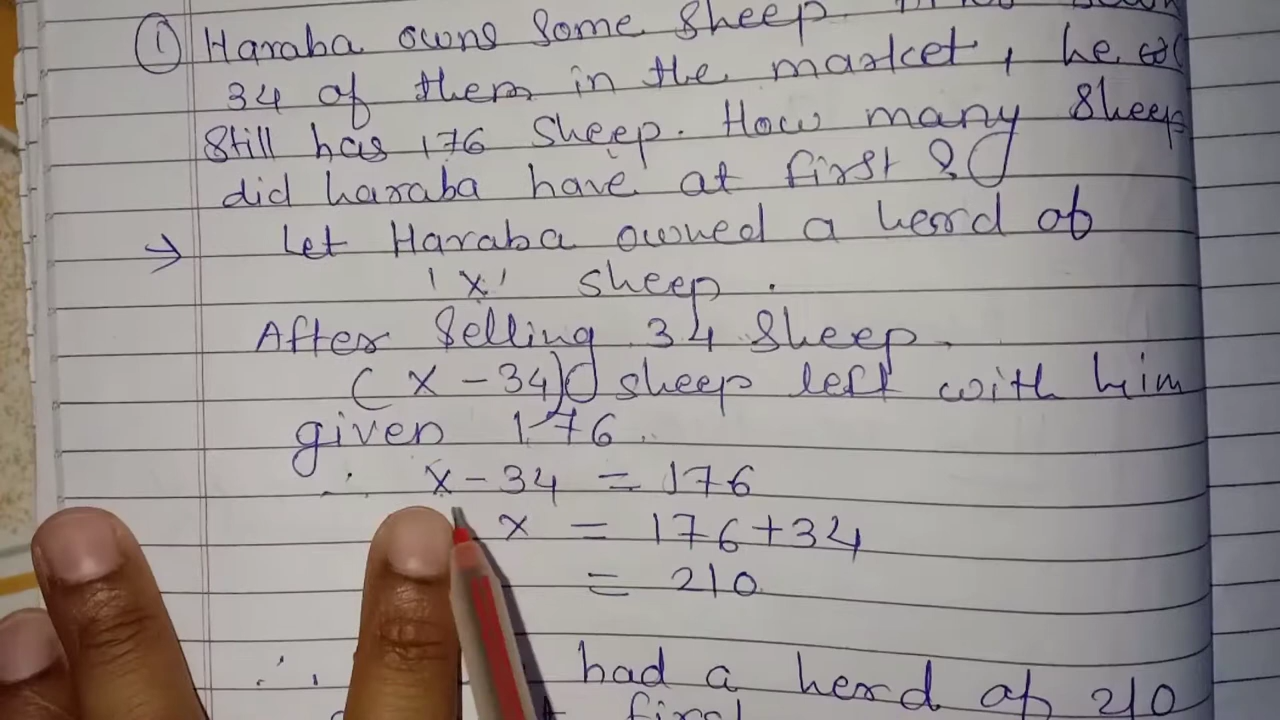 ① Haraba owns some sheep.
34 of them in the market, he
still has 176 sheep. How many sheep
did haraba have at first ?
→ Let Haraba owned a herd of
'x' sheep.
After selling 34 sheep.
(x - 34) sheep left with him
given 176.
∴ x - 34 = 176
x = 176 + 34
= 210
∴ had a herd of 210
first